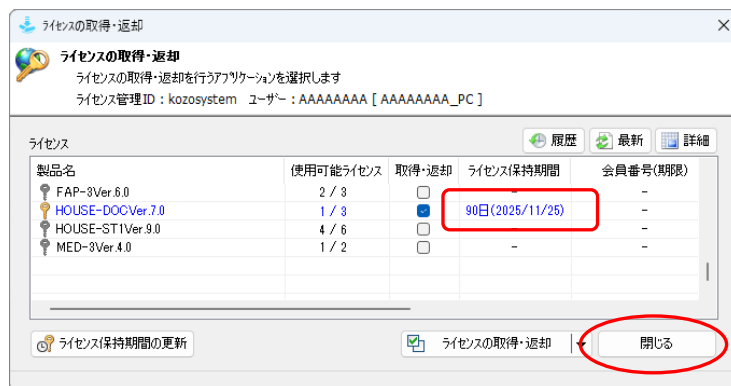 ライセンスの取得・返却
ライセンスの取得・返却
ライセンスの取得・返却を行うアプリケーションを選択します
ライセンス管理ID：kozosystem ユーザー：AAAAAAAA [ AAAAAAAA_PC ]
ライセンス 履歴 最新 詳細
製品名 使用可能ライセンス 取得・返却 ライセンス保持期間 会員番号(期限)
FAP-3Ver.6.0 2 / 3 - -
HOUSE-DOCVer.7.0 1 / 3 90日(2025/11/25) -
HOUSE-ST1Ver.9.0 4 / 6 - -
MED-3Ver.4.0 1 / 2 - -
ライセンス保持期間の更新 ライセンスの取得・返却 閉じる